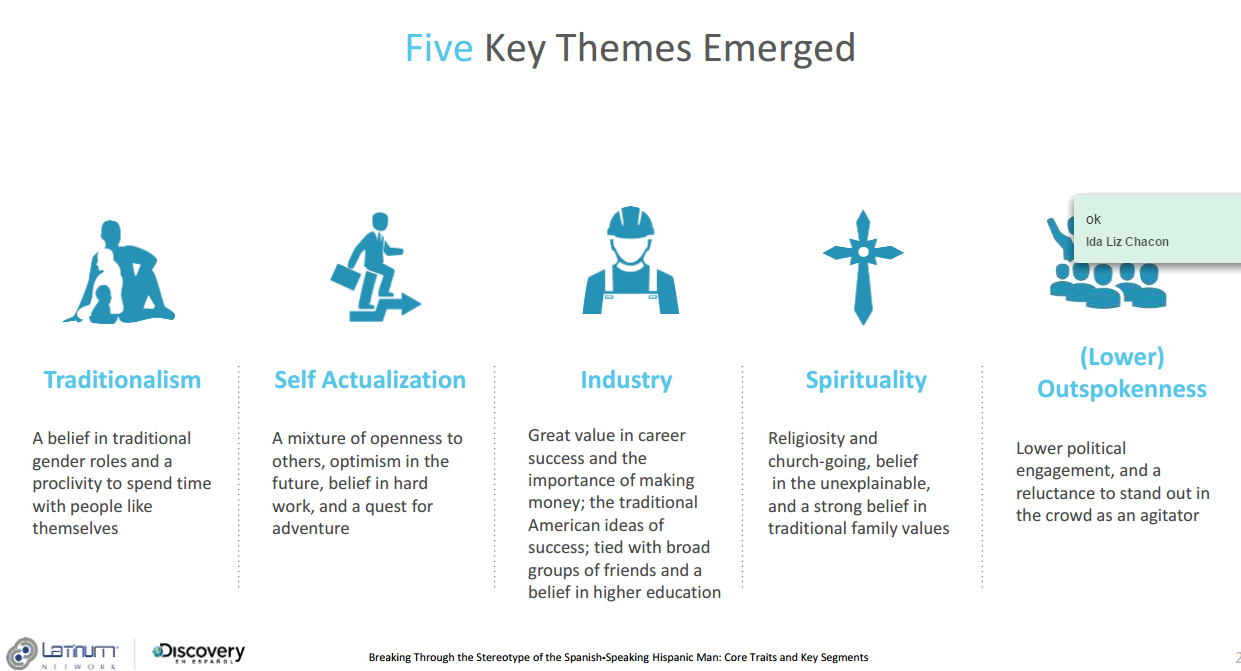 Five Key Themes Emerged
ok
Ida Liz Chacon
Traditionalism
A belief in traditional
gender roles and a
proclivity to spend time
with people like
themselves
Self Actualization
A mixture of openness to
others, optimism in the
future, belief in hard
work, and a quest for
adventure
Industry
Great value in career
success and the
importance of making
money; the traditional
American ideas of
success; tied with broad
groups of friends and a
belief in higher education
Spirituality
Religiosity and
church-going, belief
in the unexplainable,
and a strong belief in
traditional family values
(Lower)
Outspokenness
Lower political
engagement, and a
reluctance to stand out in
the crowd as an agitator
LATINUM
NETWORK
Discovery
EN ESPAÑOL
Breaking Through the Stereotype of the Spanish-Speaking Hispanic Man: Core Traits and Key Segments